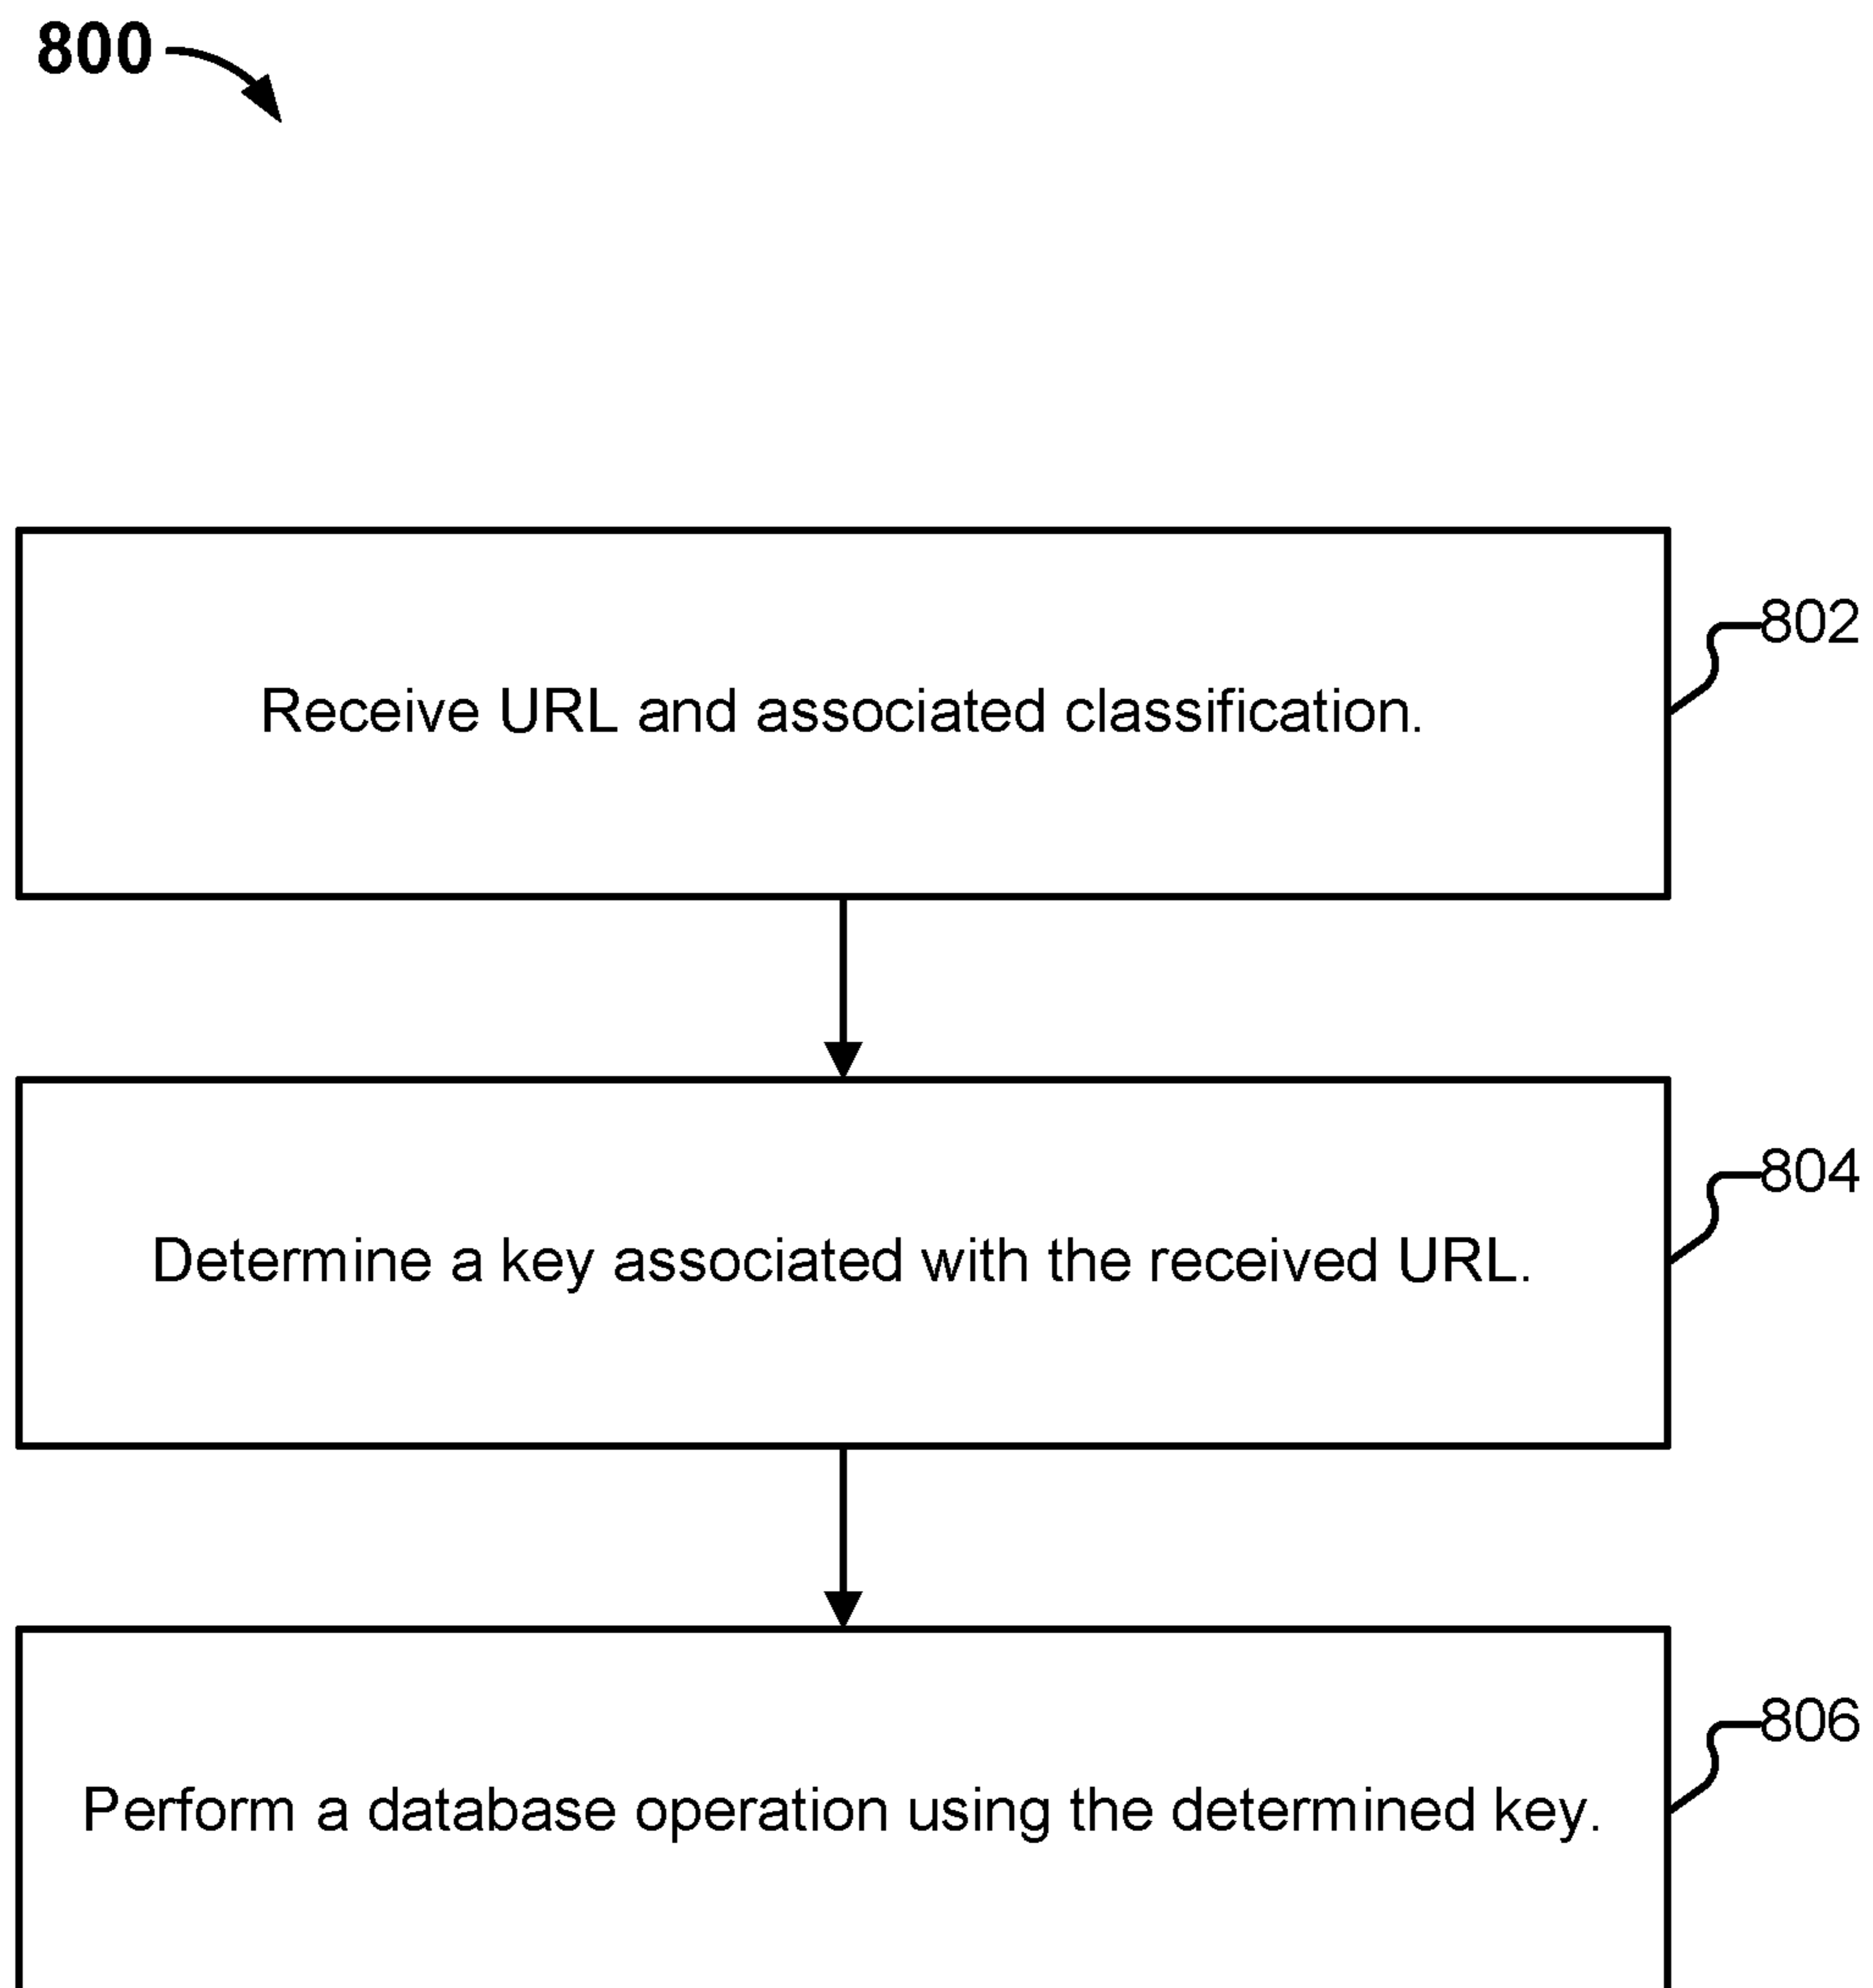 800
802
Receive URL and associated classification.
804
Determine a key associated with the received URL.
806
Perform a database operation using the determined key.